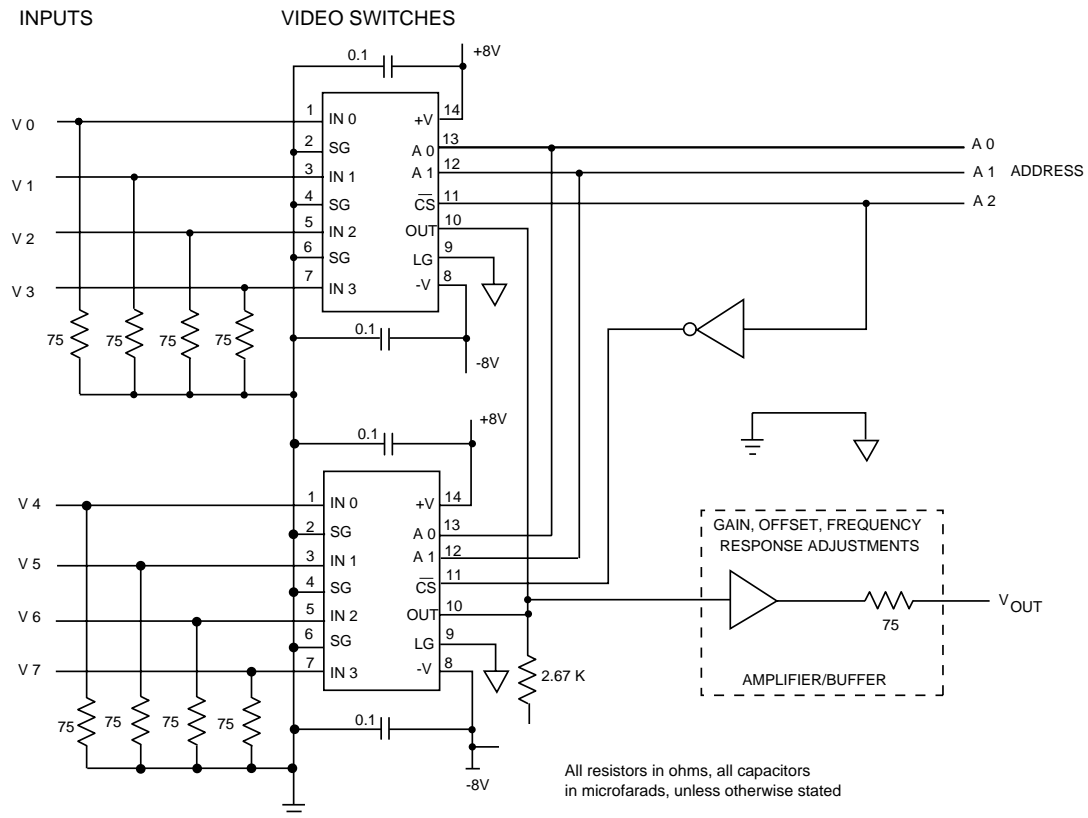 INPUTS
VIDEO SWITCHES
+8V
0.1
V 0
1
IN 0
+V
14
2
SG
A 0
13
A 0
V 1
3
IN 1
A 1
12
A 1 ADDRESS
4
SG
CS
11
A 2
V 2
5
IN 2
OUT
10
6
SG
LG
9
V 3
7
IN 3
-V
8
75
75
75
75
0.1
-8V
+8V
0.1
V 4
1
IN 0
+V
14
2
SG
A 0
13
V 5
3
IN 1
A 1
12
4
SG
CS
11
V 6
5
IN 2
OUT
10
6
SG
LG
9
V 7
7
IN 3
-V
8
75
75
75
75
0.1
-8V
2.67 K
GAIN, OFFSET, FREQUENCY
RESPONSE ADJUSTMENTS
75
VOUT
AMPLIFIER/BUFFER
All resistors in ohms, all capacitors
in microfarads, unless otherwise stated